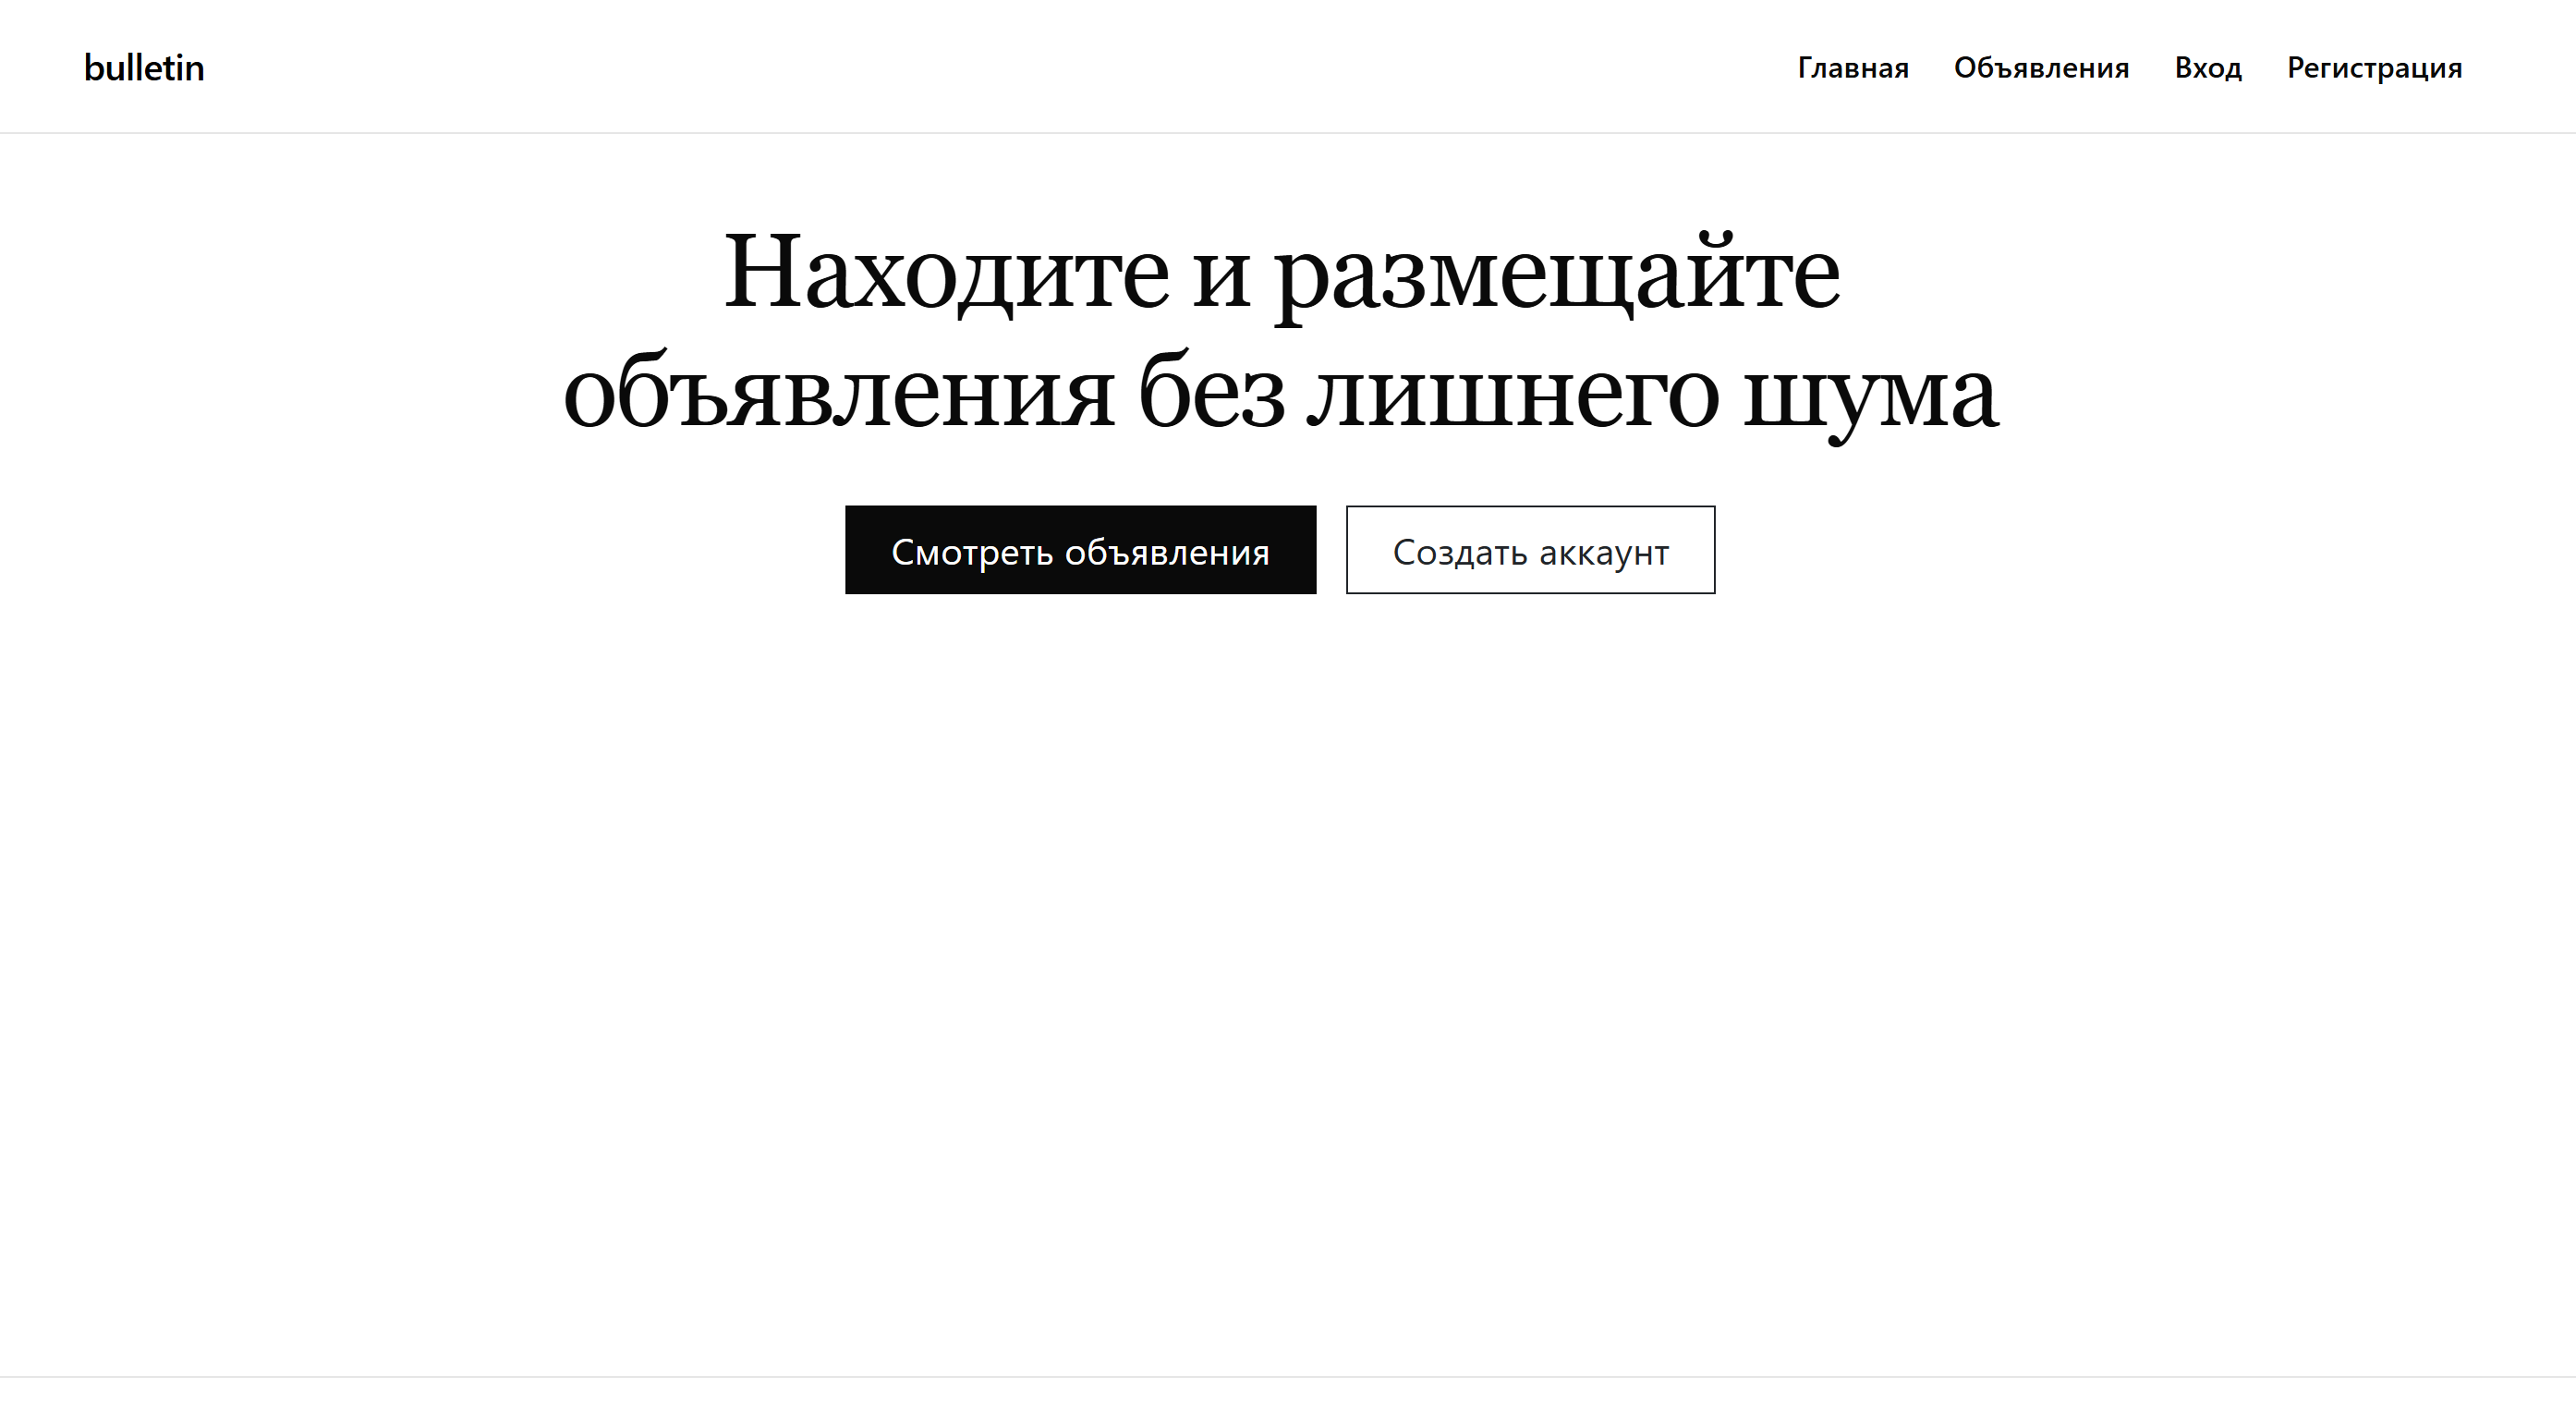 bulletin
Главная Объявления Вход Регистрация
Находите и размещайте
объявления без лишнего шума
Смотреть объявления Создать аккаунт